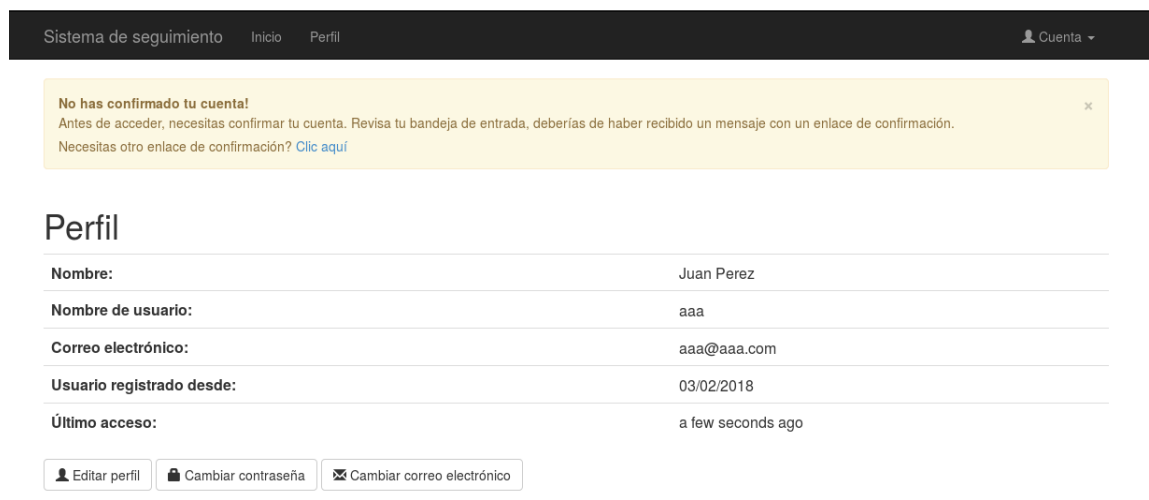 Sistema de seguimiento Inicio Perfil Cuenta
No has confirmado tu cuenta! ×
Antes de acceder, necesitas confirmar tu cuenta. Revisa tu bandeja de entrada, deberías de haber recibido un mensaje con un enlace de confirmación.
Necesitas otro enlace de confirmación? Clic aquí
Perfil
Nombre: Juan Perez
Nombre de usuario: aaa
Correo electrónico: aaa@aaa.com
Usuario registrado desde: 03/02/2018
Último acceso: a few seconds ago
Editar perfil Cambiar contraseña Cambiar correo electrónico